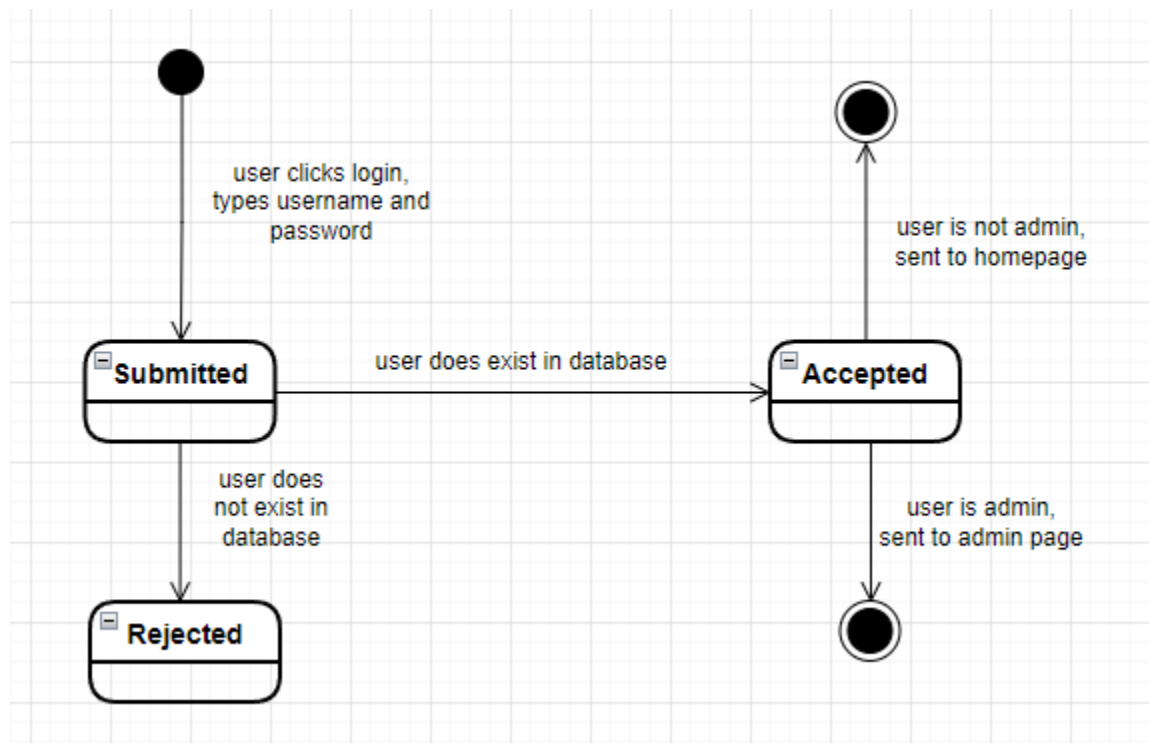 user clicks login,
types username and
password
user is not admin,
sent to homepage
Submitted
user does exist in database
Accepted
user does
not exist in
database
user is admin,
sent to admin page
Rejected